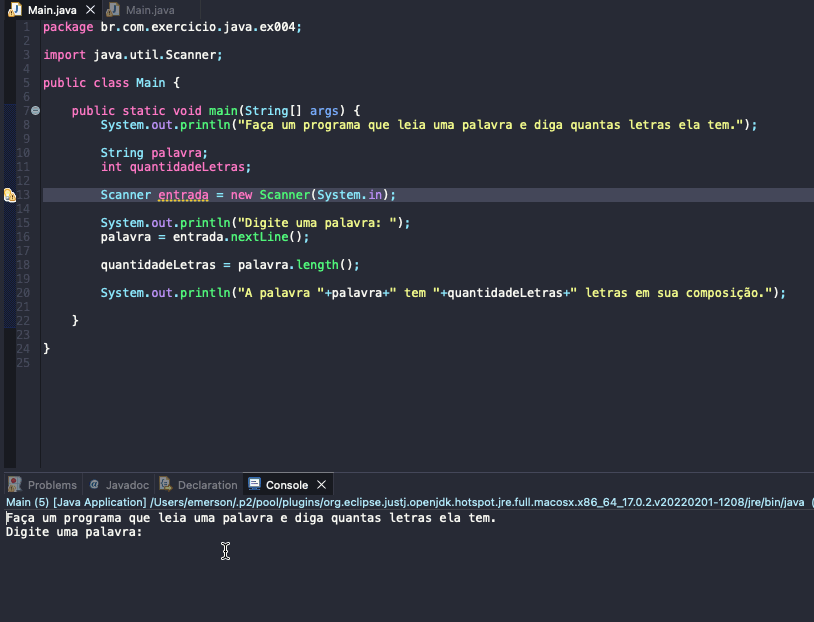 Main.java
Main.java
1 package br.com.exercicio.java.ex004;
2
3 import java.util.Scanner;
4
5 public class Main {
6
7 public static void main(String[] args) {
8 System.out.println("Faça um programa que leia uma palavra e diga quantas letras ela tem.");
9
10 String palavra;
11 int quantidadeLetras;
12
13 Scanner entrada = new Scanner(System.in);
14
15 System.out.println("Digite uma palavra: ");
16 palavra = entrada.nextLine();
17
18 quantidadeLetras = palavra.length();
19
20 System.out.println("A palavra "+palavra+" tem "+quantidadeLetras+" letras em sua composição.");
21
22 }
23
24 }
25
Problems @ Javadoc Declaration Console
Main (5) [Java Application] /Users/emerson/.p2/pool/plugins/org.eclipse.justj.openjdk.hotspot.jre.full.macosx.x86_64_17.0.2.v20220201-1208/jre/bin/java (
Faça um programa que leia uma palavra e diga quantas letras ela tem.
Digite uma palavra: